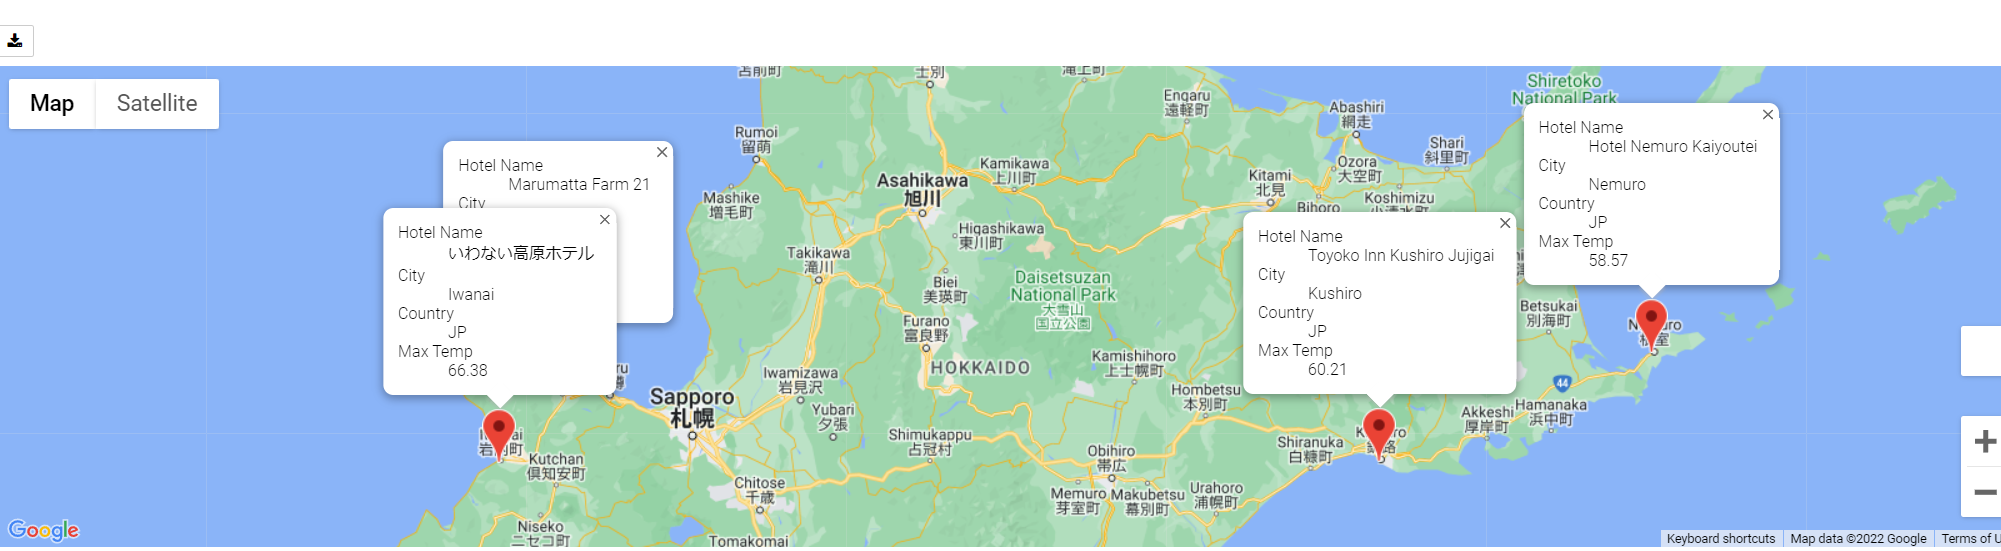 Map
Satellite
苫前町
士別
滝上町
Shiretoko
National Park
Engaru
遠軽町
Abashiri
網走
Rumoi
留萌
Shari
斜里町
Kamikawa
上川町
Ozora
大空町
Asahikawa
旭川
Kitami
北見
Mashike
増毛町
Koshimizu
Bihoro
Higashikawa
東川町
Takikawa
滝川
Biei
美瑛町
Daisetsuzan
National Park
大雪山
国立公園
Betsukai
別海町
Furano
富良野
HOKKAIDO
Kamishihoro
上士幌町
Iwamizawa
岩見沢
Hombetsu
本別町
44
Sapporo
札幌
Yubari
夕張
Akkeshi
厚岸町
Hamanaka
浜中町
Shimukappu
占冠村
Shiranuka
白糠町
Kutchan
倶知安町
Obihiro
帯広
Chitose
千歳
Memuro
芽室町
Makubetsu
幕別町
Urahoro
浦幌町
Niseko
ニセコ町
Tomakomai
Hotel Name
Marumatta Farm 21
City
Hotel Name
いわない高原ホテル
City
Iwanai
Country
JP
Max Temp
66.38
Hotel Name
Toyoko Inn Kushiro Jujigai
City
Kushiro
Country
JP
Max Temp
60.21
Hotel Name
Hotel Nemuro Kaiyoutei
City
Nemuro
Country
JP
Max Temp
58.57
Google
Keyboard shortcuts
Map data ©2022 Google
Terms of U